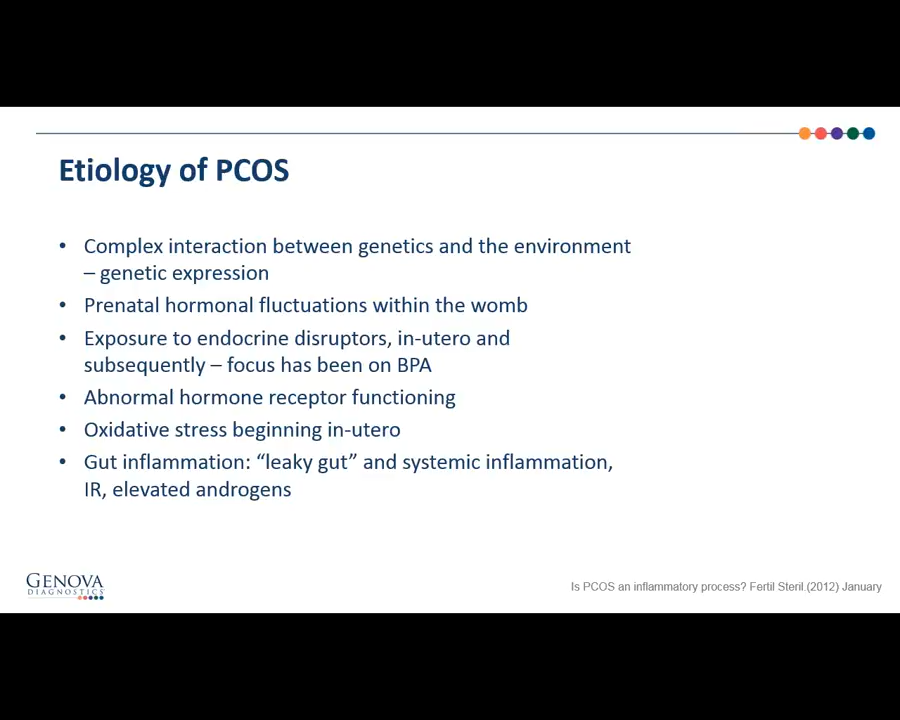 Etiology of PCOS
• Complex interaction between genetics and the environment
– genetic expression
• Prenatal hormonal fluctuations within the womb
• Exposure to endocrine disruptors, in-utero and
subsequently – focus has been on BPA
• Abnormal hormone receptor functioning
• Oxidative stress beginning in-utero
• Gut inflammation: “leaky gut” and systemic inflammation,
IR, elevated androgens
GENOVA
DIAGNOSTICS
Is PCOS an inflammatory process? Fertil Steril.(2012) January